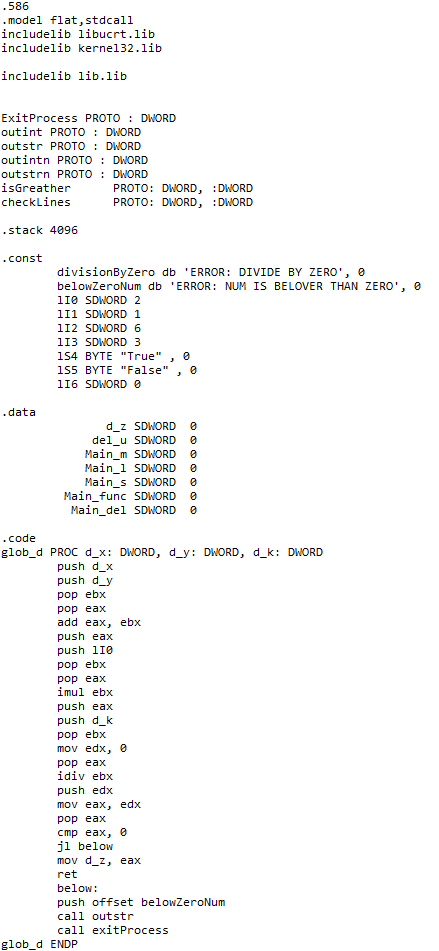 .586
.model flat,stdcall
includelib libucrt.lib
includelib kernel32.lib

includelib lib.lib


ExitProcess PROTO : DWORD
outint PROTO : DWORD
outstr PROTO : DWORD
outintn PROTO : DWORD
outstrn PROTO : DWORD
isGreather      PROTO: DWORD, :DWORD
checkLines      PROTO: DWORD, :DWORD

.stack 4096

.const
        divisionByZero db 'ERROR: DIVIDE BY ZERO', 0
        belowZeroNum db 'ERROR: NUM IS BELOVER THAN ZERO', 0
        lI0 SDWORD 2
        lI1 SDWORD 1
        lI2 SDWORD 6
        lI3 SDWORD 3
        lS4 BYTE "True" , 0
        lS5 BYTE "False" , 0
        lI6 SDWORD 0

.data
               d_z SDWORD  0
             del_u SDWORD  0
            Main_m SDWORD  0
            Main_l SDWORD  0
            Main_s SDWORD  0
         Main_func SDWORD  0
          Main_del SDWORD  0

.code
glob_d PROC d_x: DWORD, d_y: DWORD, d_k: DWORD
        push d_x
        push d_y
        pop ebx
        pop eax
        add eax, ebx
        push eax
        push lI0
        pop ebx
        pop eax
        imul ebx
        push eax
        push d_k
        pop ebx
        mov edx, 0
        pop eax
        idiv ebx
        push edx
        mov eax, edx
        pop eax
        cmp eax, 0
        jl below
        mov d_z, eax
        ret
        below:
        push offset belowZeroNum
        call outstr
        call exitProcess
glob_d ENDP